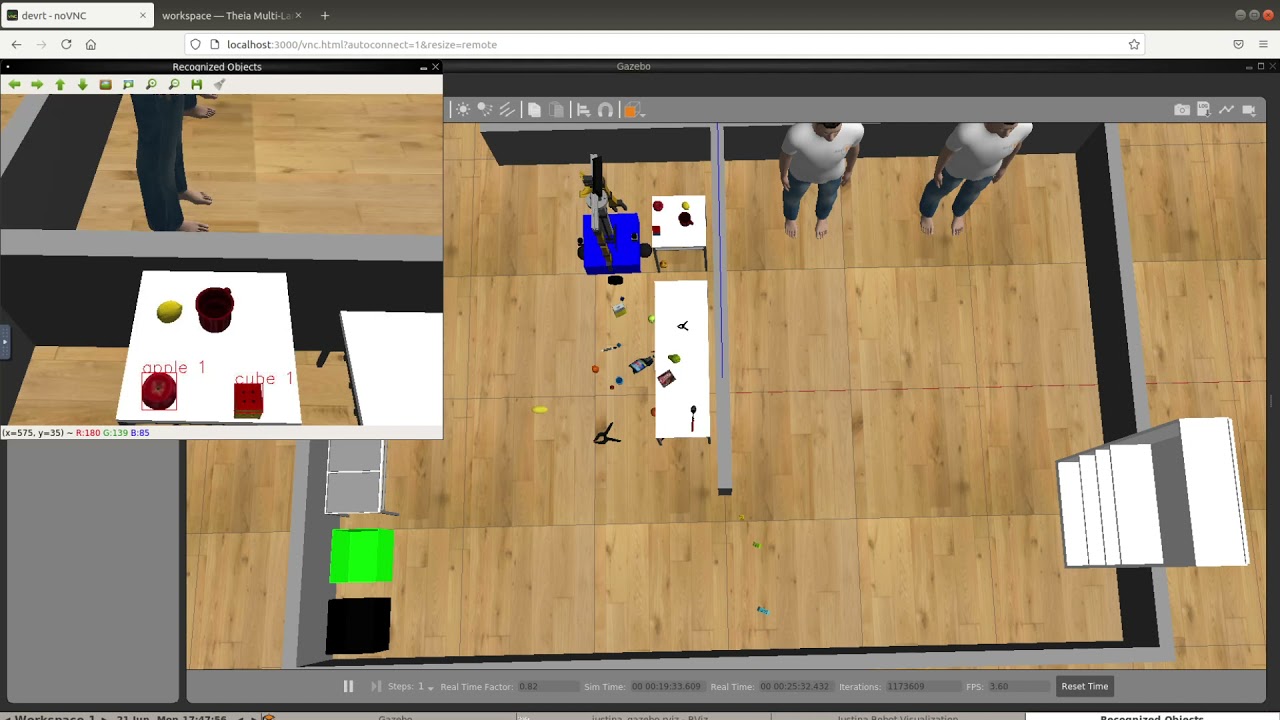 devrt - noVNC
workspace — Theia Multi-La
localhost:3000/vnc.html?autoconnect=1&resize=remote
Recognized Objects
Gazebo
apple 1
cube 1
(x=575, y=35) ~ R:180 G:139 B:85
Steps: 1
Real Time Factor: 0.82
Sim Time: 00 00:19:33.609
Real Time: 00 00:25:32.432
Iterations: 1173609
FPS: 3.60
Reset Time
Workspace 1
21 Jun, Mon 17:47:56
Gazebo
justina_gazebo.rviz - RViz
Justina Robot Visualization
Recognized Objects